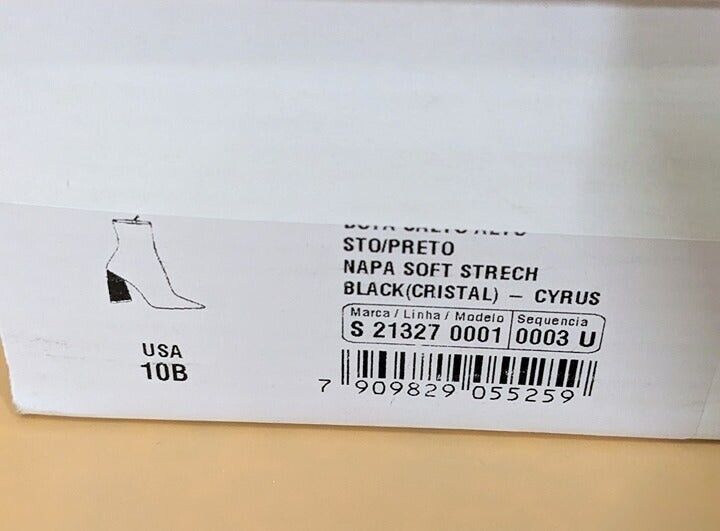 STO/PRETO
NAPA SOFT STRECH
BLACK(CRISTAL) – CYRUS
Marca / Linha / Modelo Sequencia
S 21327 0001 0003 U
7 909829 055259
USA
10B